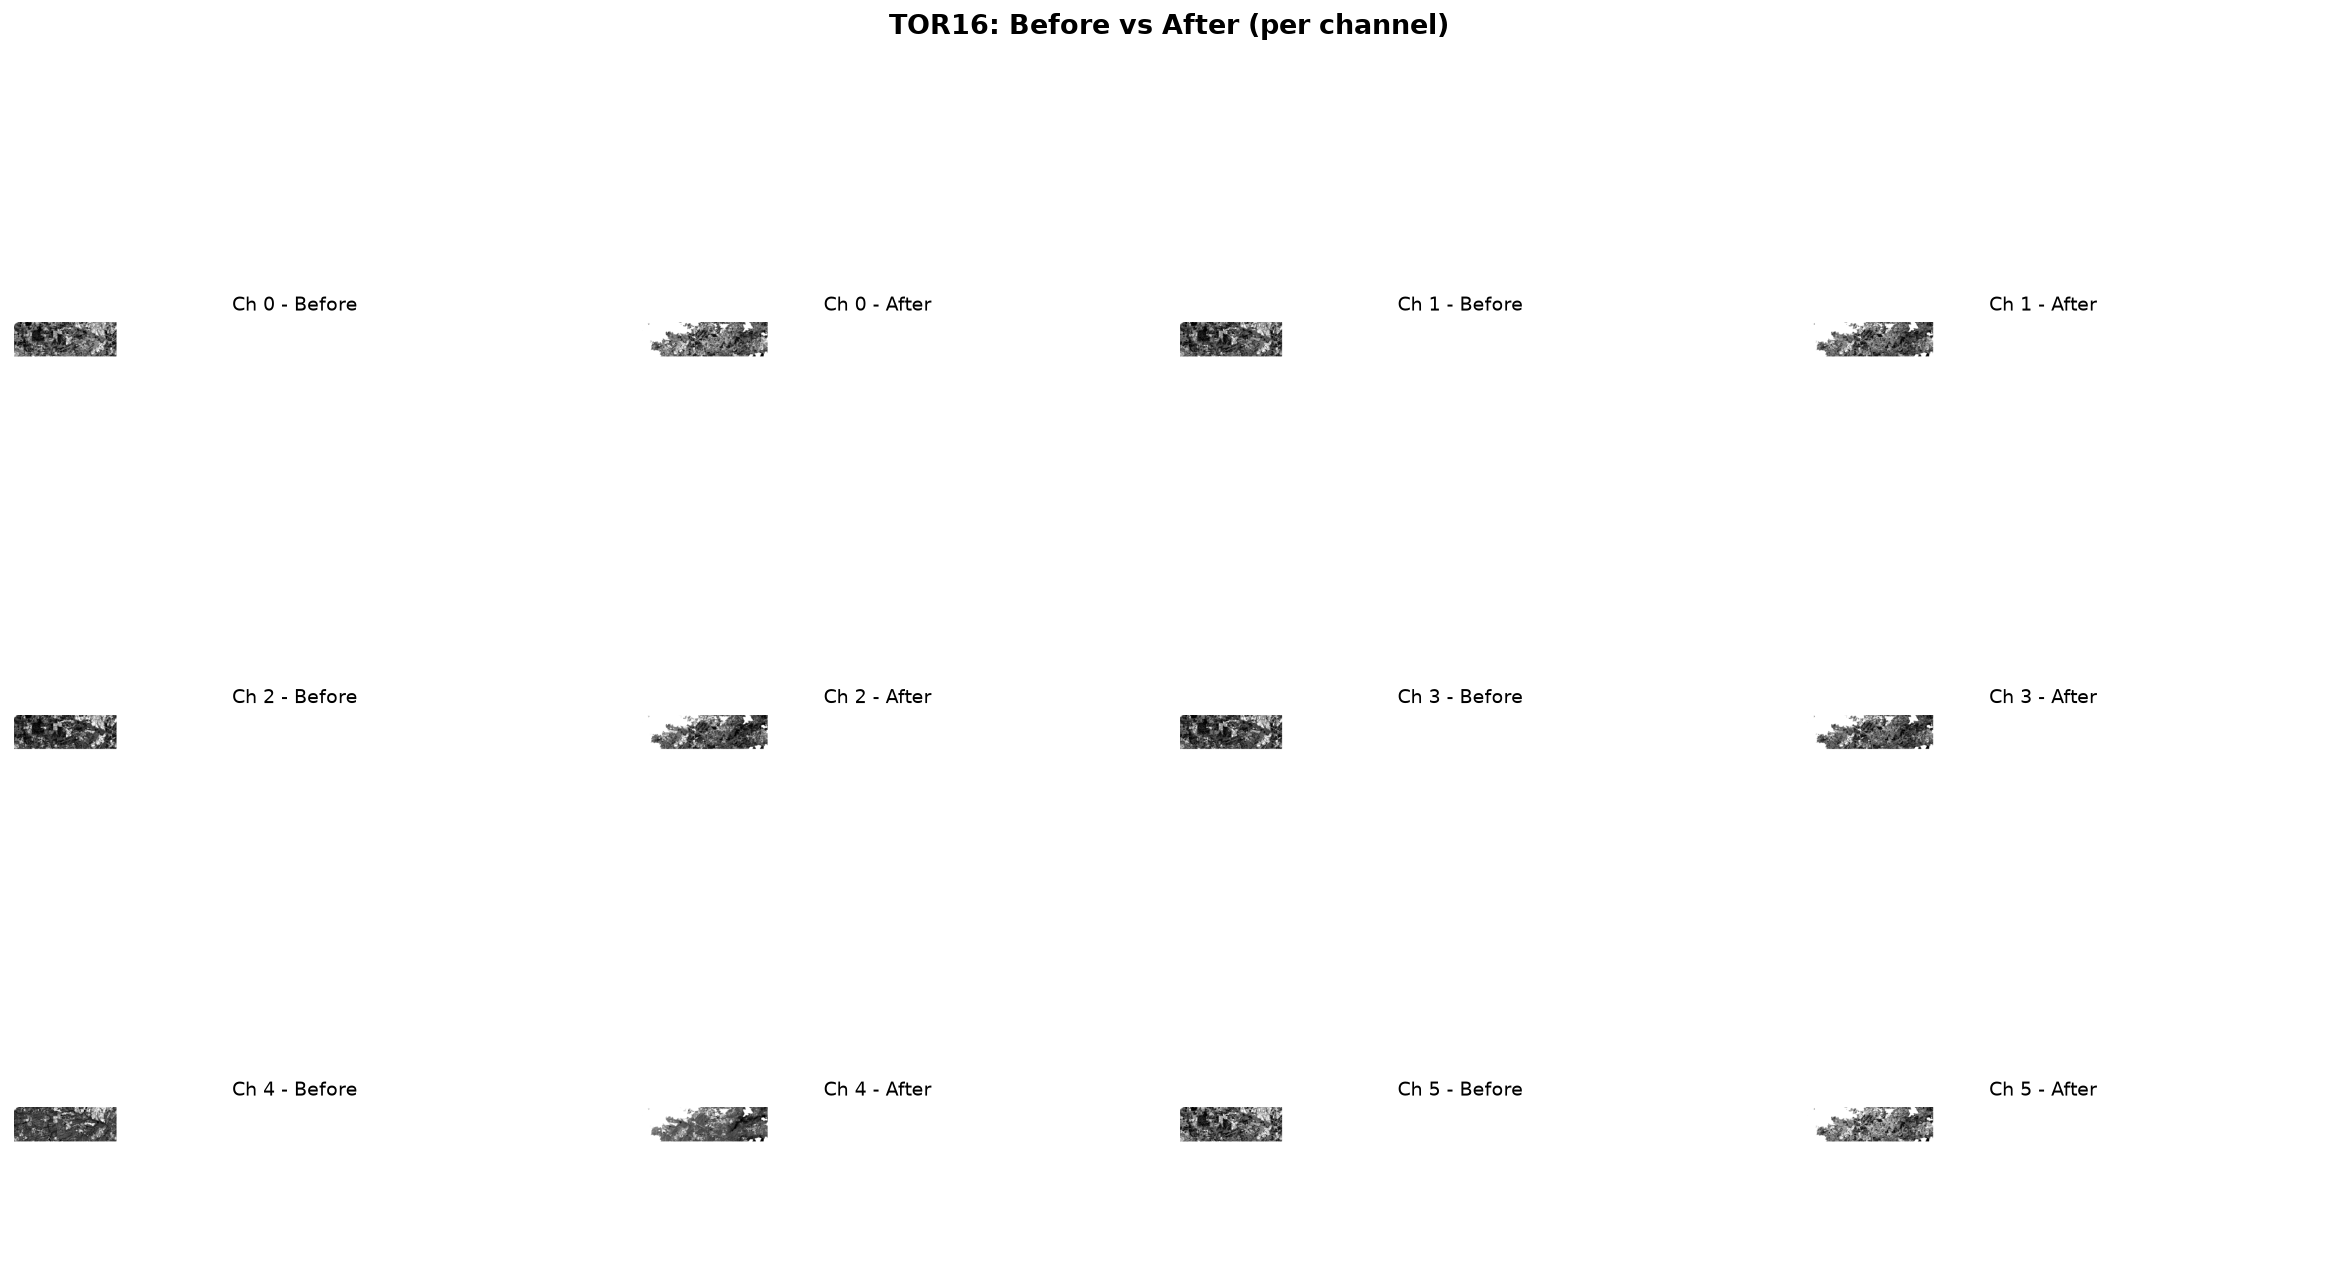 TOR16: Before vs After (per channel)
Ch 0 - Before
Ch 0 - After
Ch 1 - Before
Ch 1 - After
Ch 2 - Before
Ch 2 - After
Ch 3 - Before
Ch 3 - After
Ch 4 - Before
Ch 4 - After
Ch 5 - Before
Ch 5 - After